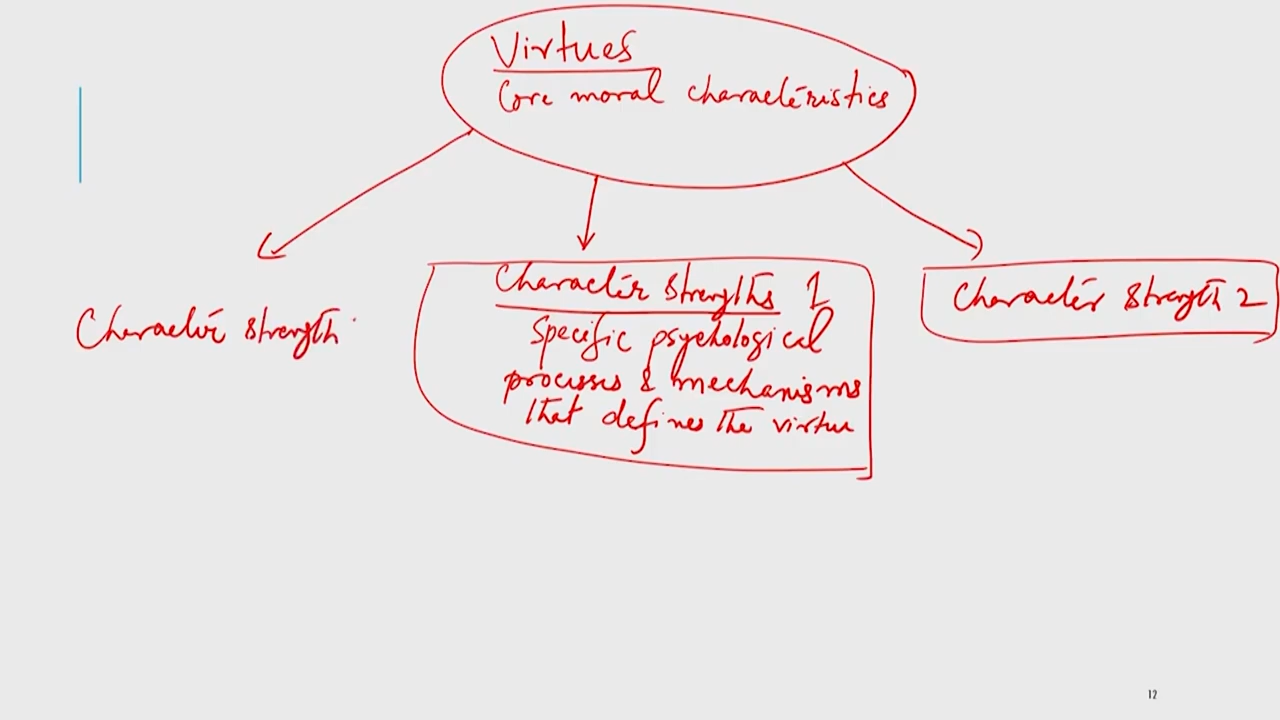 Virtues
Core moral characteristics
Character strength
Character strengths 1
Specific psychological
processes & mechanisms
that defines the virtue
Character strength 2
12